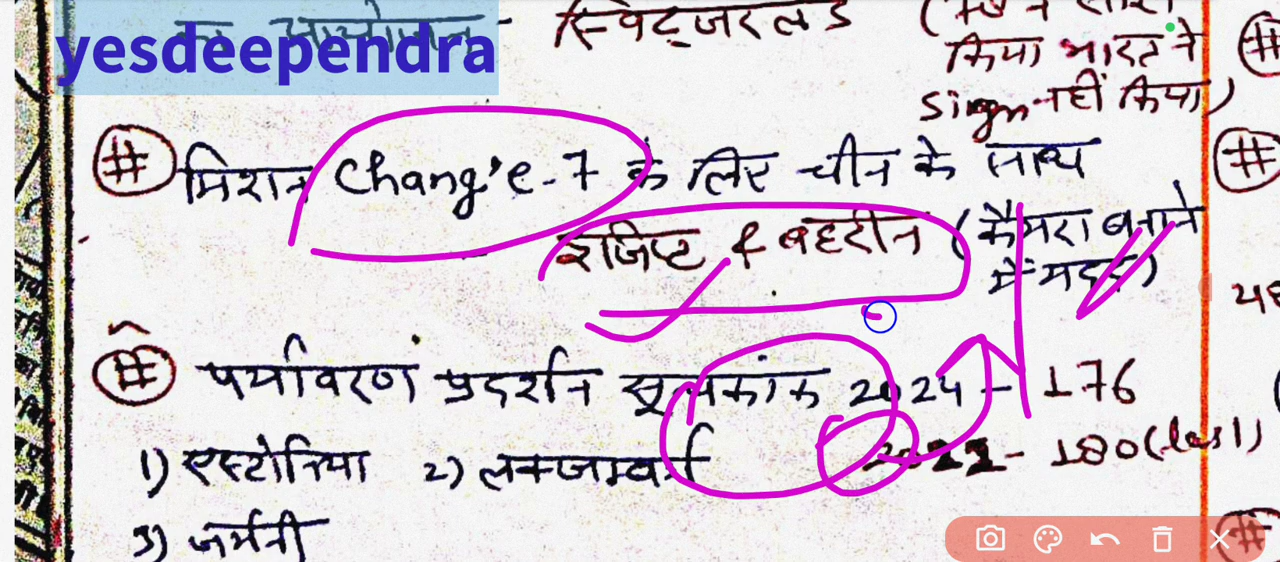 yesdeependra
स्विट्जरलैंड
किया भारत ने
sign नहीं किया)
# मिशन Chang'e-7 के लिए चीन के साथ
इजिप्ट & बहरीन (कैमरा बनाने
में मदद)
# पर्यावरण प्रदर्शन सूचकांक 2024 - 176
1) एस्टोनिया 2) लक्जमबर्ग 2022 - 180 (last)
3) जर्मनी